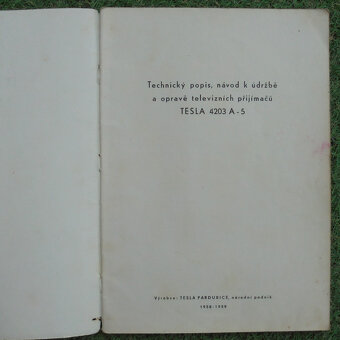 Technický popis, návod k údržbě
a opravě televizních přijímačů
TESLA 4203 A - 5
Výrobce: TESLA PARDUBICE, národní podnik
1958-1959